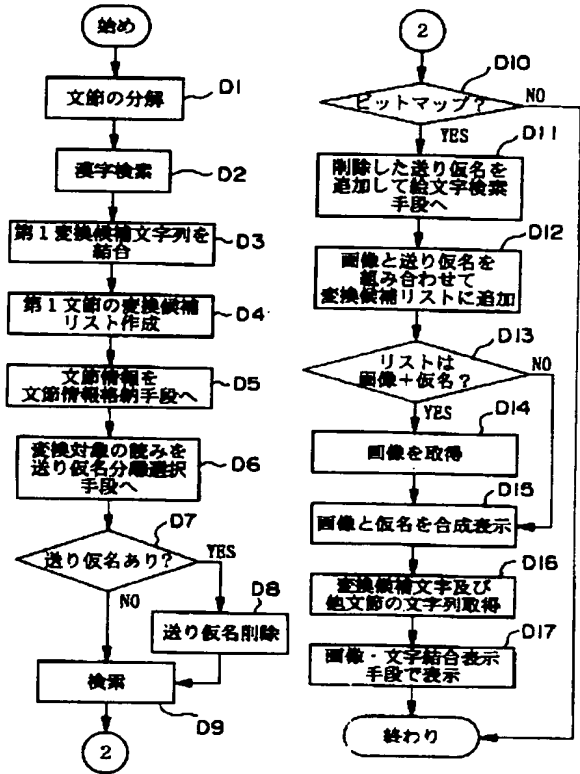 始め
D1
文節の分解
D2
漢字検索
D3
第1変換候補文字列を
結合
D4
第1文節の変換候補
リスト作成
D5
文節情報を
文節情報格納手段へ
D6
変換対象の読みを
送り仮名分離選択
手段へ
D7
送り仮名あり?
YES
NO
D8
送り仮名削除
検索
D9
2
2
D10
ビットマップ?
NO
YES
D11
削除した送り仮名を
追加して絵文字検索
手段へ
D12
画像と送り仮名を
組み合わせて
変換候補リストに追加
D13
リストは
画像+仮名?
NO
YES
D14
画像を取得
D15
画像と仮名を合成表示
D16
変換候補文字及び
他文節の文字列取得
D17
画像・文字結合表示
手段で表示
終わり